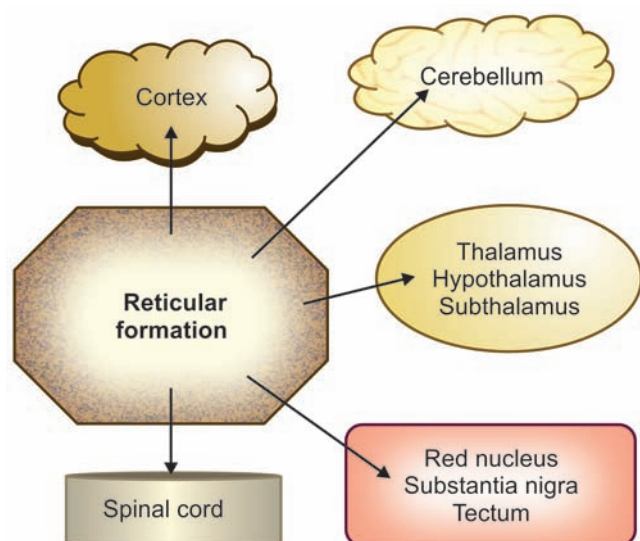 Cortex
Cerebellum
Thalamus
Hypothalamus
Subthalamus
Reticular
formation
Red nucleus
Substantia nigra
Tectum
Spinal cord